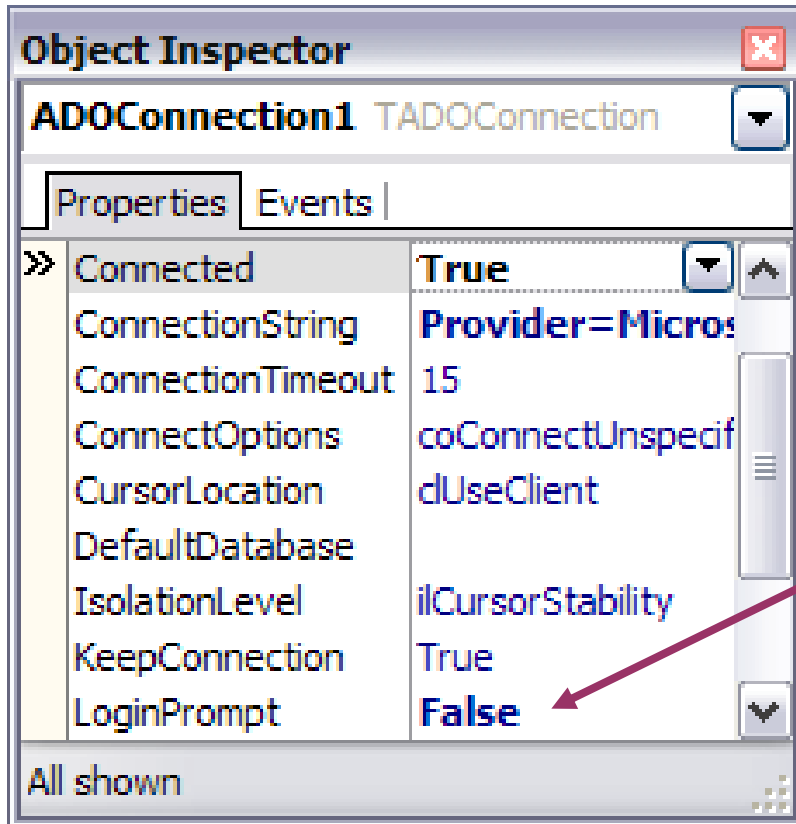 Object Inspector
ADOConnection1 TADOConnection
Properties Events
Connected True
ConnectionString Provider=Micros
ConnectionTimeout 15
ConnectOptions coConnectUnspecif
CursorLocation clUseClient
DefaultDatabase
IsolationLevel ilCursorStability
KeepConnection True
LoginPrompt False
All shown